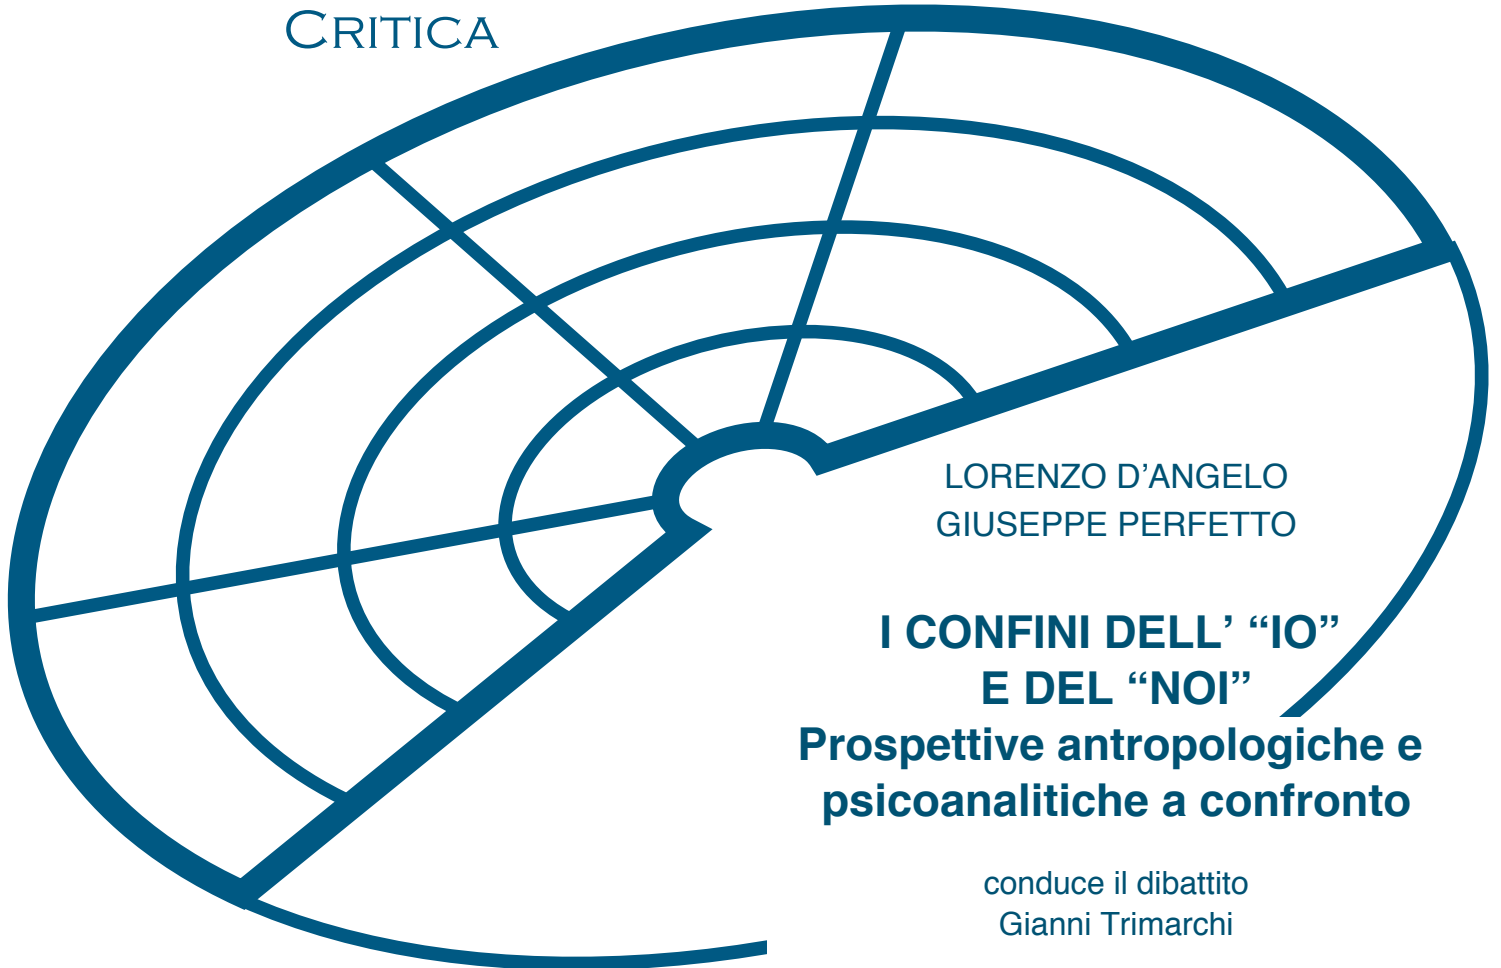 CRITICA
LORENZO D’ANGELO
GIUSEPPE PERFETTO
I CONFINI DELL’ “IO”
E DEL “NOI”
Prospettive antropologiche e
psicoanalitiche a confronto
conduce il dibattito
Gianni Trimarchi